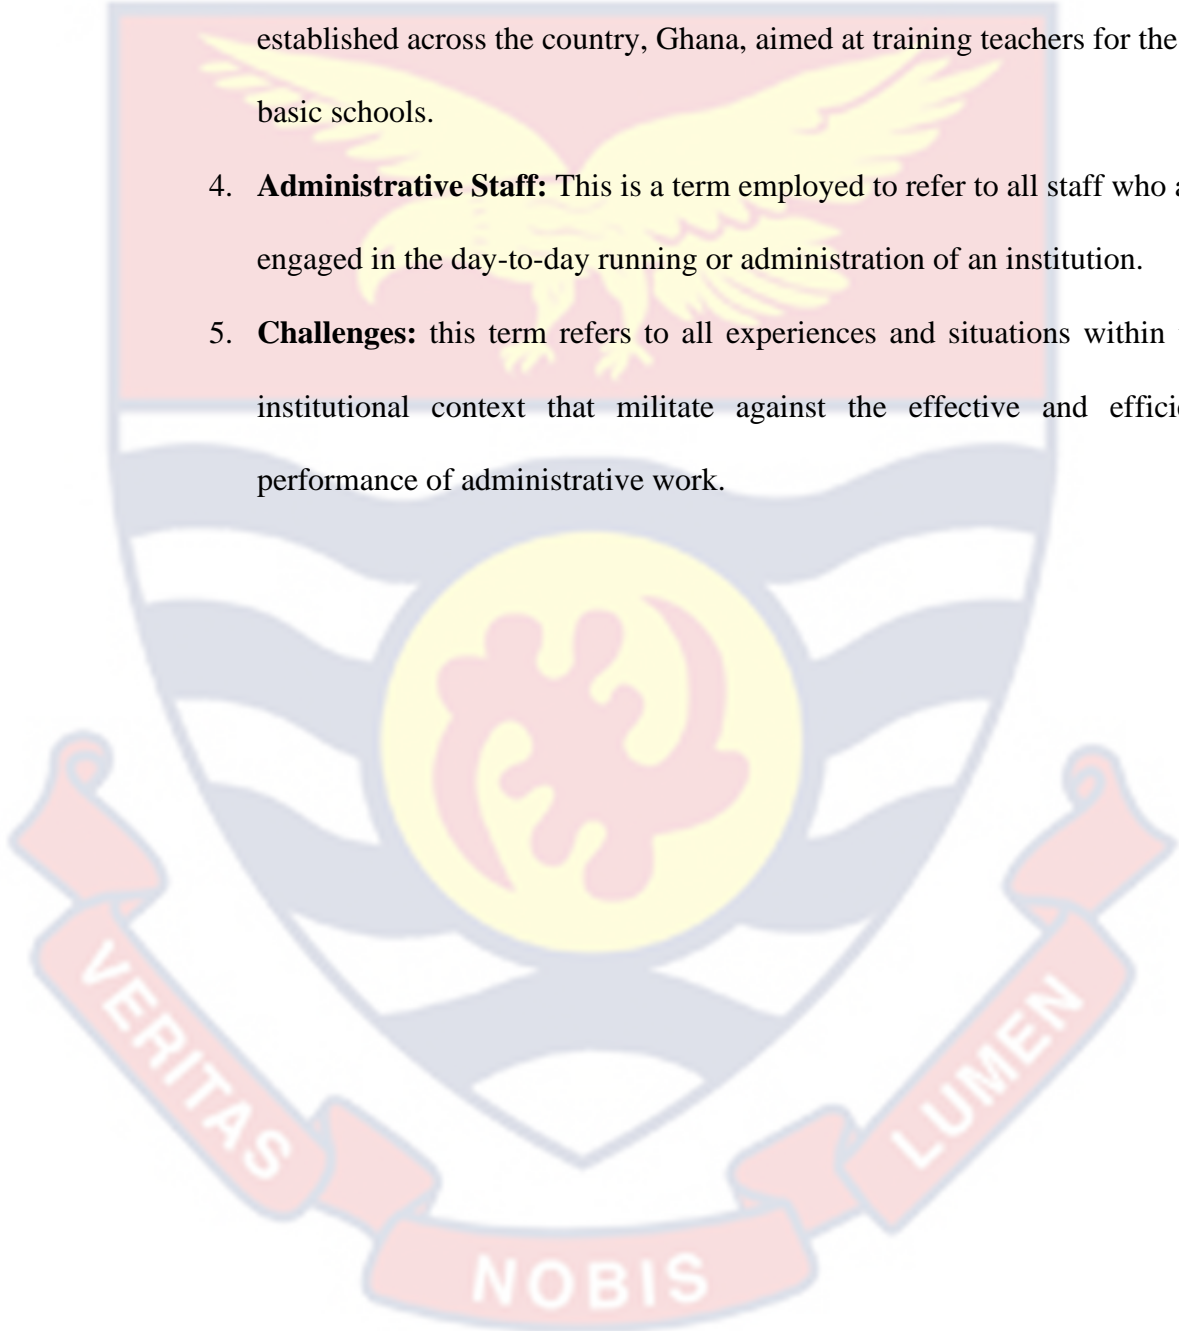 established across the country, Ghana, aimed at training teachers for the
basic schools.
4. Administrative Staff: This is a term employed to refer to all staff who
engaged in the day-to-day running or administration of an institution.
5. Challenges: this term refers to all experiences and situations within
institutional context that militate against the effective and
performance of administrative work.
VERITAS
NOBIS
LUMEN